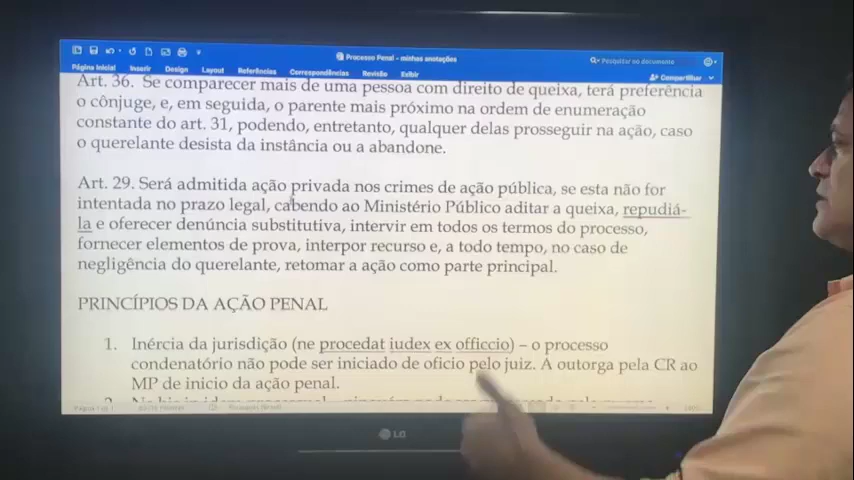 Processo Penal - minhas anotações
Pesquisar no documento
Página Inicial Inserir Design Layout Referências Correspondências Revisão Exibir
Compartilhar
Art. 36. Se comparecer mais de uma pessoa com direito de queixa, terá preferência
o cônjuge, e, em seguida, o parente mais próximo na ordem de enumeração
constante do art. 31, podendo, entretanto, qualquer delas prosseguir na ação, caso
o querelante desista da instância ou a abandone.
Art. 29. Será admitida ação privada nos crimes de ação pública, se esta não for
intentada no prazo legal, cabendo ao Ministério Público aditar a queixa, repudiá-
la e oferecer denúncia substitutiva, intervir em todos os termos do processo,
fornecer elementos de prova, interpor recurso e, a todo tempo, no caso de
negligência do querelante, retomar a ação como parte principal.
PRINCÍPIOS DA AÇÃO PENAL
1. Inércia da jurisdição (ne procedat iudex ex officcio) – o processo
condenatório não pode ser iniciado de oficio pelo juiz. A outorga pela CR ao
MP de inicio da ação penal.
LG